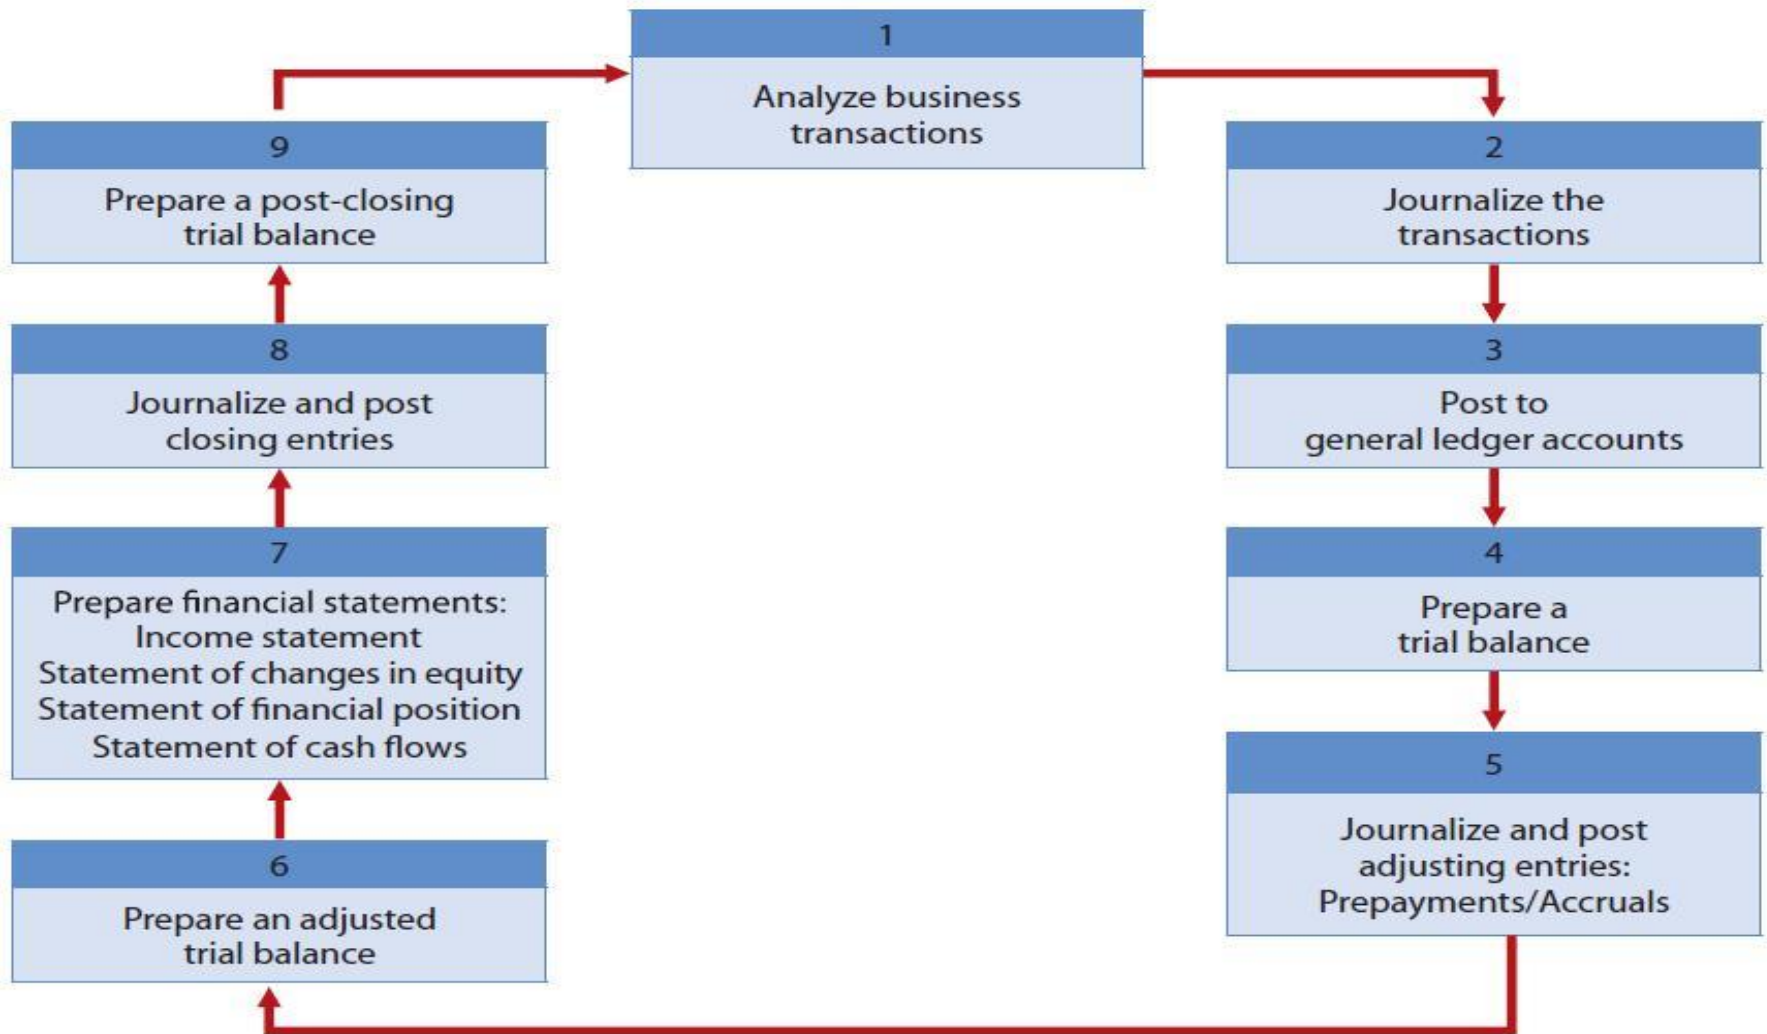 1
Analyze business
transactions
2
Journalize the
transactions
3
Post to
general ledger accounts
4
Prepare a
trial balance
5
Journalize and post
adjusting entries:
Prepayments/Accruals
6
Prepare an adjusted
trial balance
7
Prepare financial statements:
Income statement
Statement of changes in equity
Statement of financial position
Statement of cash flows
8
Journalize and post
closing entries
9
Prepare a post-closing
trial balance